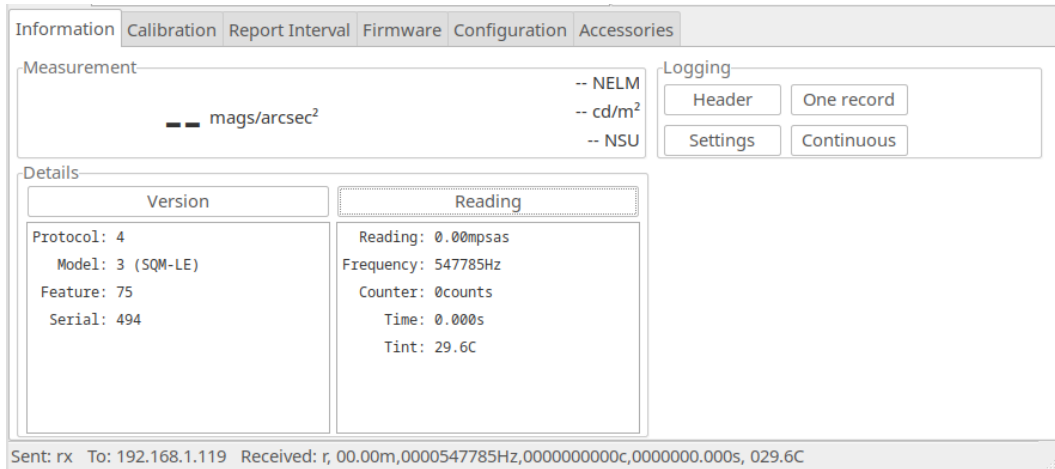 Information Calibration Report Interval Firmware Configuration Accessories
Measurement
-- mags/arcsec²
-- NELM
-- cd/m²
-- NSU
Logging
Header One record
Settings Continuous
Details
Version
Protocol: 4
Model: 3 (SQM-LE)
Feature: 75
Serial: 494
Reading
Reading: 0.00mpsas
Frequency: 547785Hz
Counter: 0counts
Time: 0.000s
Tint: 29.6C
Sent: rx To: 192.168.1.119 Received: r, 00.00m,0000547785Hz,0000000000c,0000000.000s, 029.6C